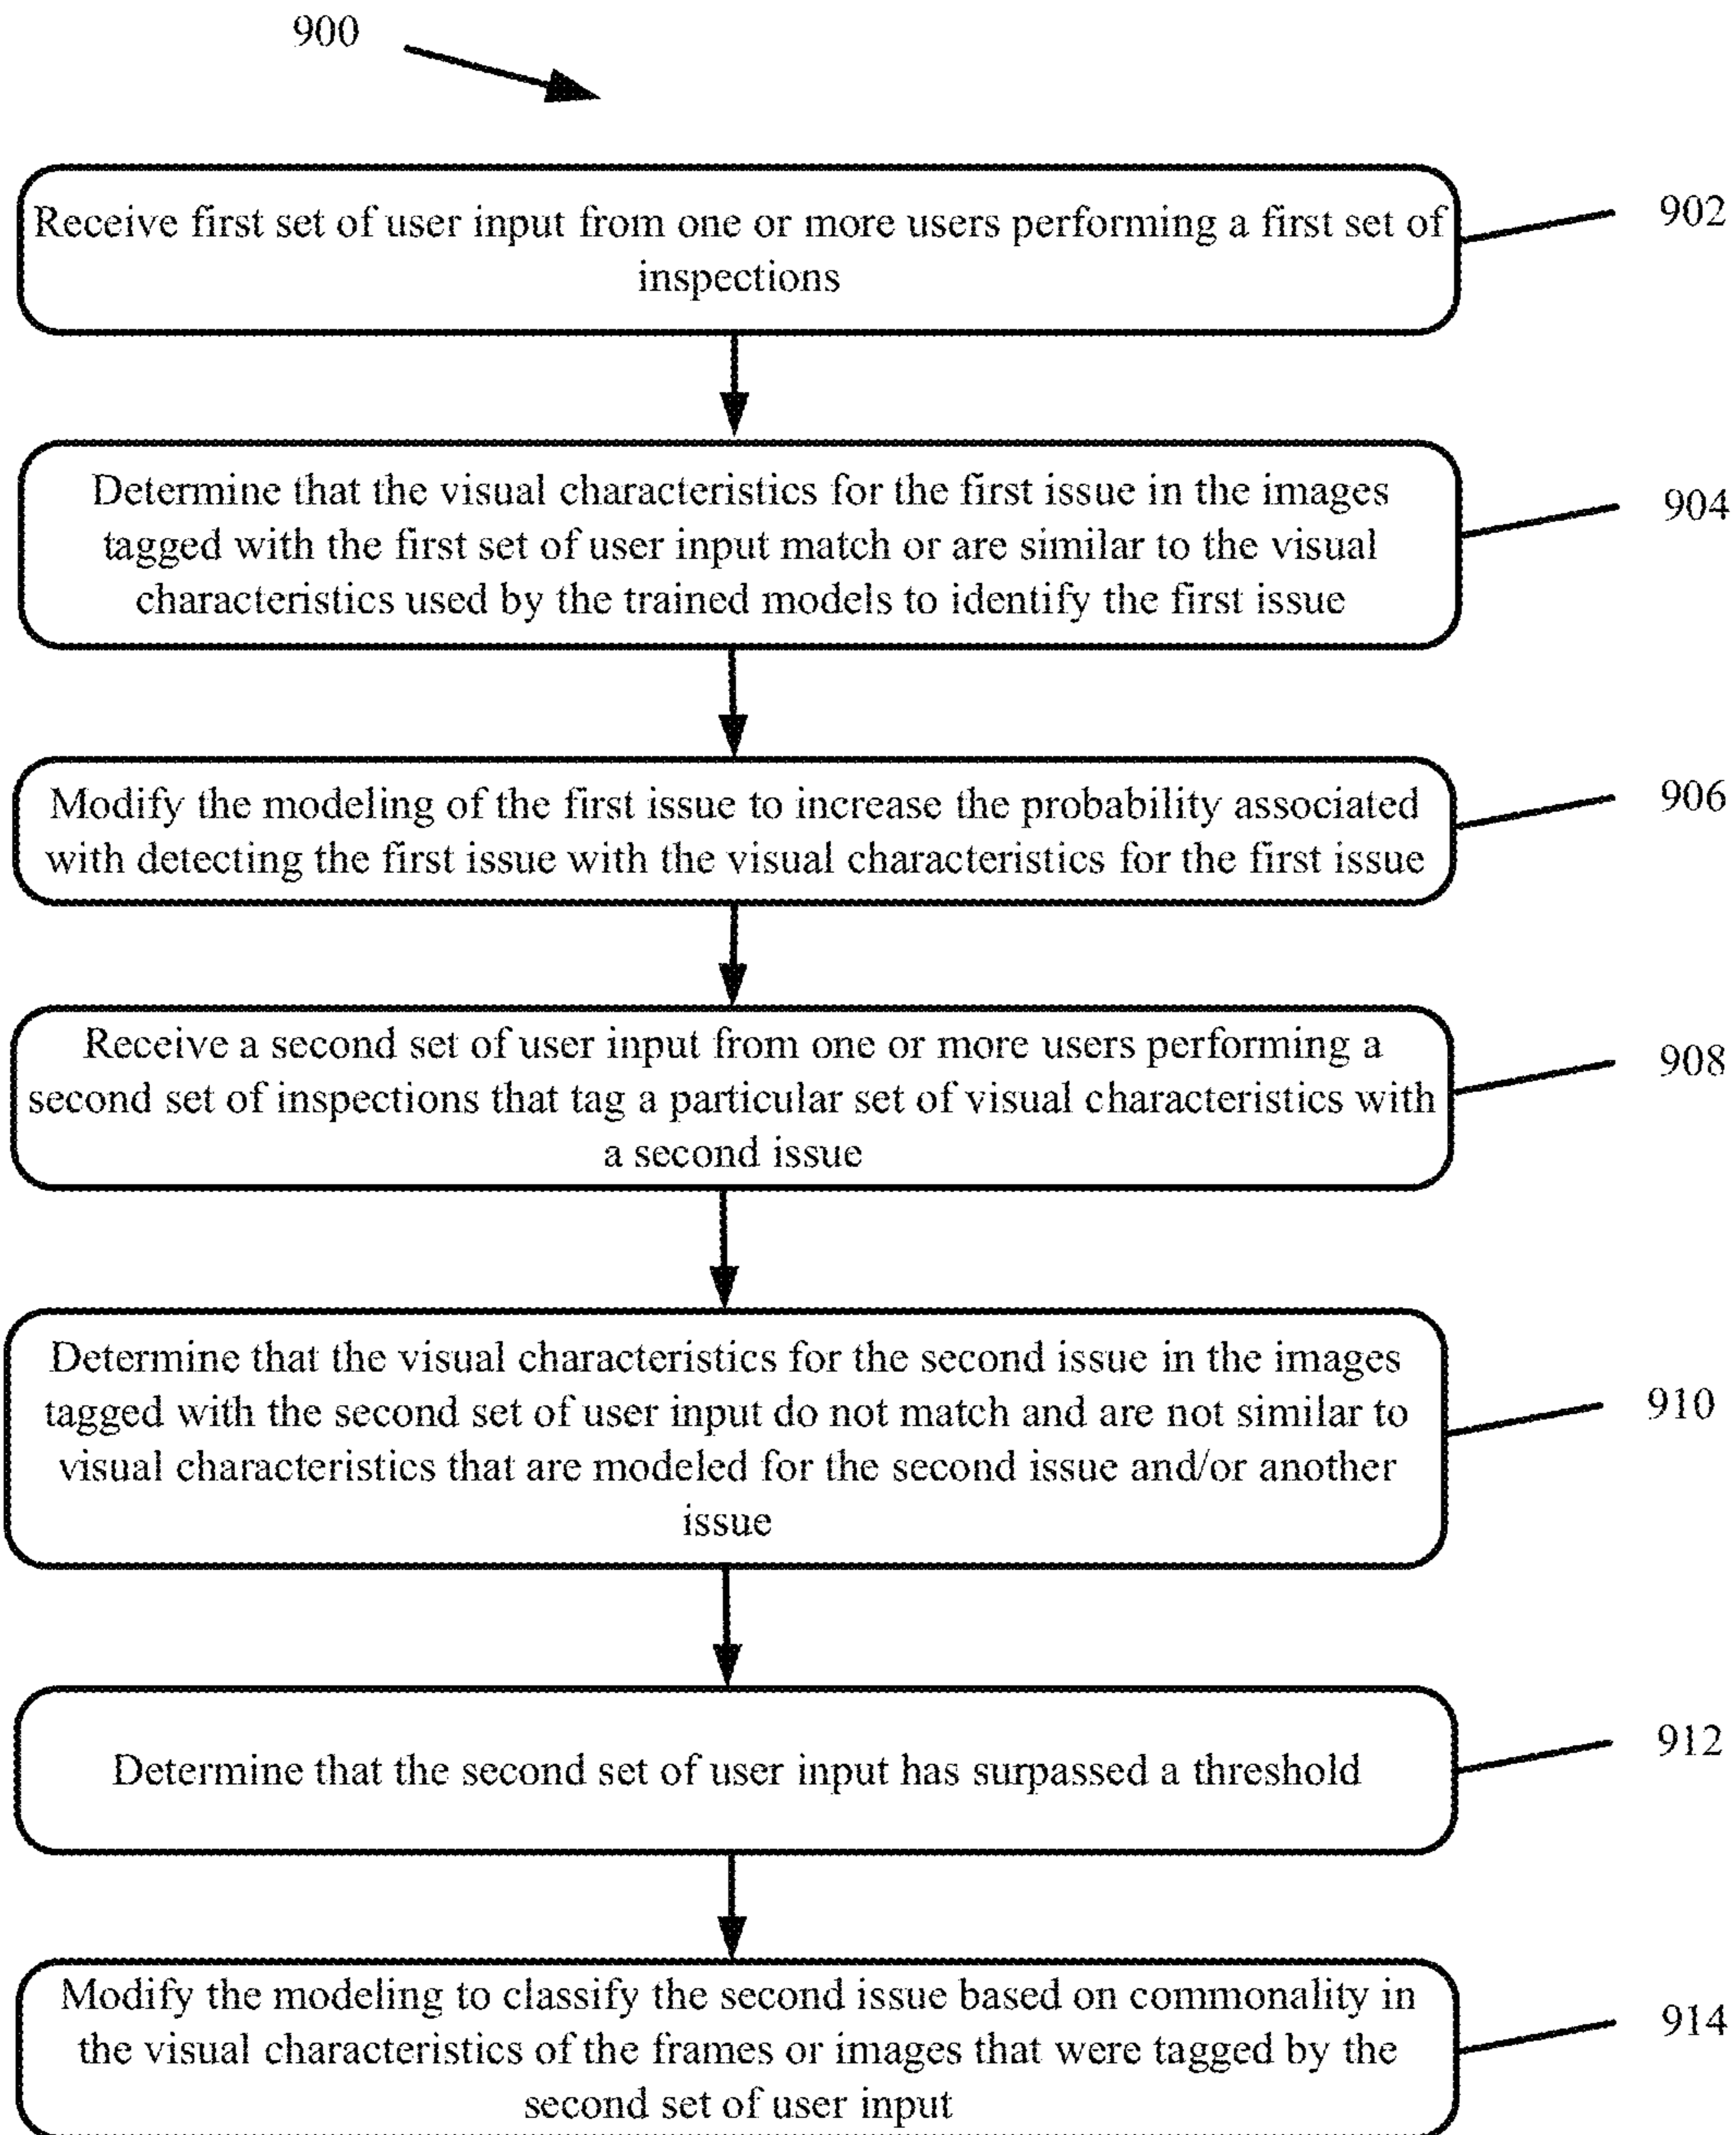 900
Receive first set of user input from one or more users performing a first set of
inspections
902
Determine that the visual characteristics for the first issue in the images
tagged with the first set of user input match or are similar to the visual
characteristics used by the trained models to identify the first issue
904
Modify the modeling of the first issue to increase the probability associated
with detecting the first issue with the visual characteristics for the first issue
906
Receive a second set of user input from one or more users performing a
second set of inspections that tag a particular set of visual characteristics with
a second issue
908
Determine that the visual characteristics for the second issue in the images
tagged with the second set of user input do not match and are not similar to
visual characteristics that are modeled for the second issue and/or another
issue
910
Determine that the second set of user input has surpassed a threshold
912
Modify the modeling to classify the second issue based on commonality in
the visual characteristics of the frames or images that were tagged by the
second set of user input
914